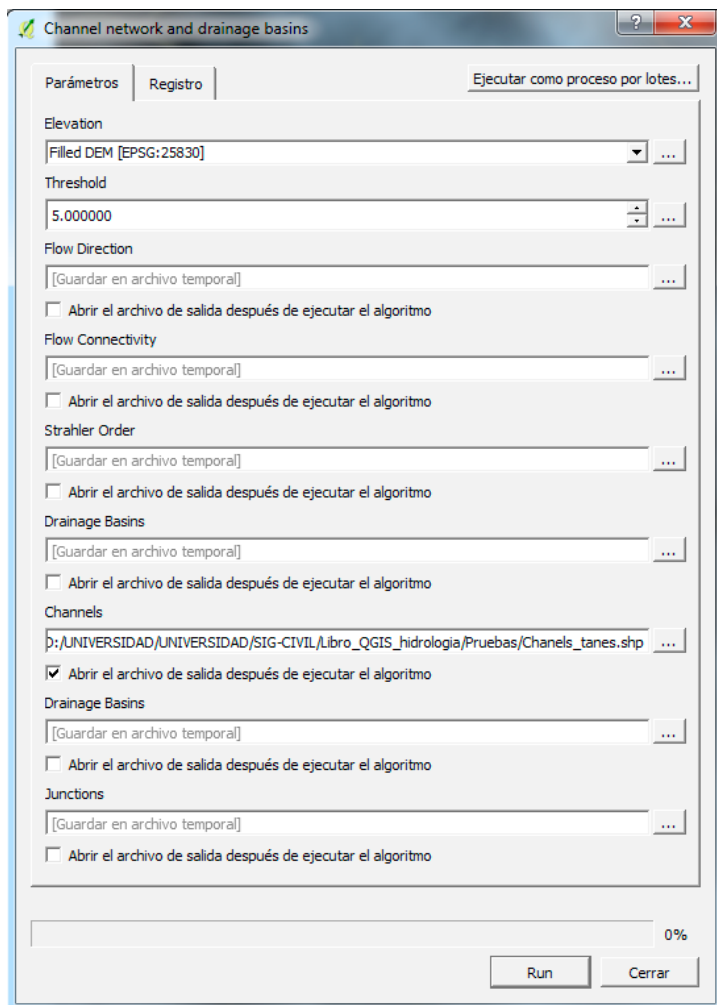 Channel network and drainage basins
Parámetros
Registro
Ejecutar como proceso por lotes...
Elevation
Filled DEM [EPSG:25830]
...
Threshold
5.000000
...
Flow Direction
[Guardar en archivo temporal]
...
Abrir el archivo de salida después de ejecutar el algoritmo
Flow Connectivity
[Guardar en archivo temporal]
...
Abrir el archivo de salida después de ejecutar el algoritmo
Strahler Order
[Guardar en archivo temporal]
...
Abrir el archivo de salida después de ejecutar el algoritmo
Drainage Basins
[Guardar en archivo temporal]
...
Abrir el archivo de salida después de ejecutar el algoritmo
Channels
D:/UNIVERSIDAD/UNIVERSIDAD/SIG-CIVIL/Libro_QGIS_hidrologia/Pruebas/Chanels_tanes.shp
...
Abrir el archivo de salida después de ejecutar el algoritmo
Drainage Basins
[Guardar en archivo temporal]
...
Abrir el archivo de salida después de ejecutar el algoritmo
Junctions
[Guardar en archivo temporal]
...
Abrir el archivo de salida después de ejecutar el algoritmo
0%
Run
Cerrar